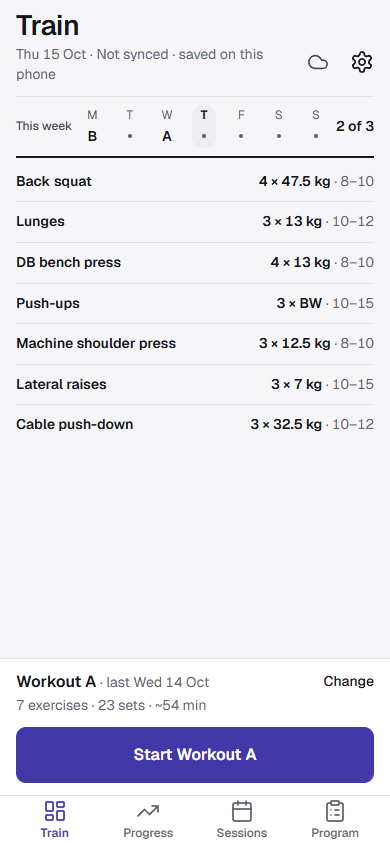 Train
Thu 15 Oct · Not synced · saved on this
phone
This week
M T W T F S S
B • A • • • •
2 of 3
Back squat 4 × 47.5 kg · 8–10
Lunges 3 × 13 kg · 10–12
DB bench press 4 × 13 kg · 8–10
Push-ups 3 × BW · 10–15
Machine shoulder press 3 × 12.5 kg · 8–10
Lateral raises 3 × 7 kg · 10–15
Cable push-down 3 × 32.5 kg · 10–12
Workout A · last Wed 14 Oct Change
7 exercises · 23 sets · ~54 min
Start Workout A
Train Progress Sessions Program